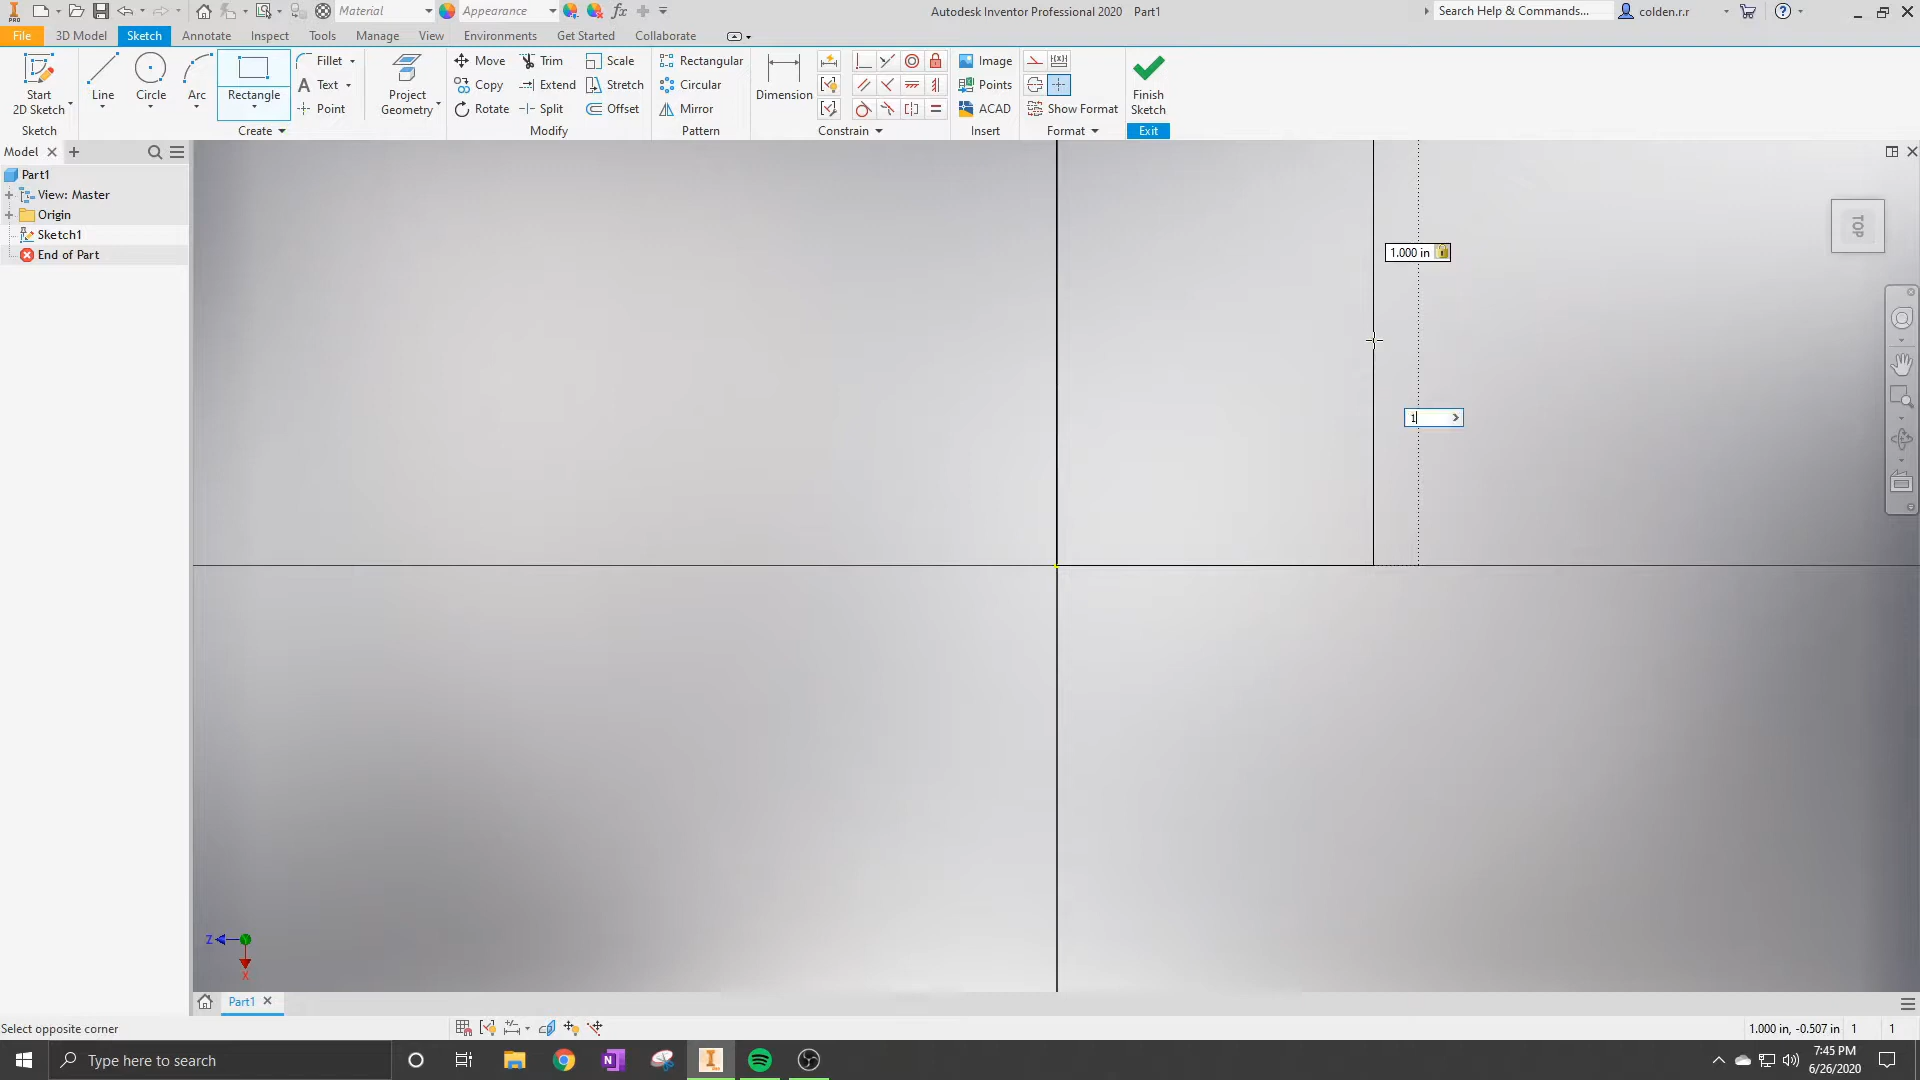 Material
Appearance
Autodesk Inventor Professional 2020 Part1
Search Help & Commands...
colden.r.r
File 3D Model Sketch Annotate Inspect Tools Manage View Environments Get Started Collaborate
Start
2D Sketch
Line
Circle
Arc
Rectangle
Fillet
Text
Point
Project
Geometry
Move
Copy
Rotate
Trim
Extend
Split
Scale
Stretch
Offset
Rectangular
Circular
Mirror
Dimension
Image
Points
ACAD
Show Format
Finish
Sketch
Sketch Create Modify Pattern Constrain Insert Format Exit
Model
Part1
View: Master
Origin
Sketch1
End of Part
TOP
1.000 in
1
Z
X
Part1
Select opposite corner
1.000 in, -0.507 in 1 1
Type here to search
7:45 PM
6/26/2020